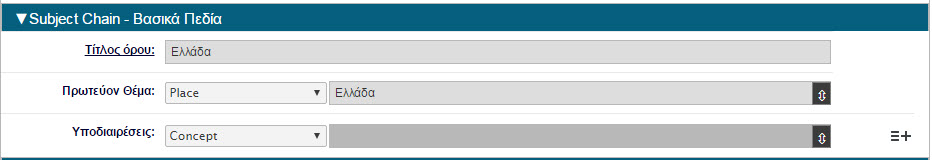 ▼Subject Chain - Βασικά Πεδία
Τίτλος όρου: Ελλάδα
Πρωτεύον Θέμα: Place Ελλάδα
Υποδιαιρέσεις: Concept